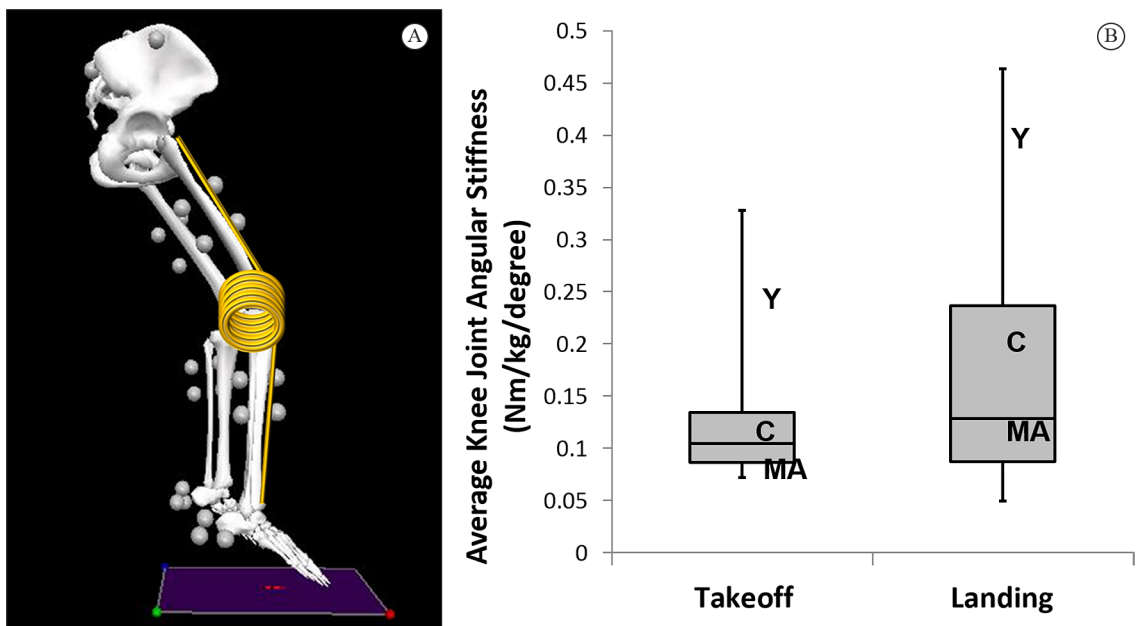 A
B
Average Knee Joint Angular Stiffness
(Nm/kg/degree)
0.5
0.45
0.4
0.35
0.3
0.25
0.2
0.15
0.1
0.05
0
Y
C
MA
Y
C
MA
Takeoff
Landing